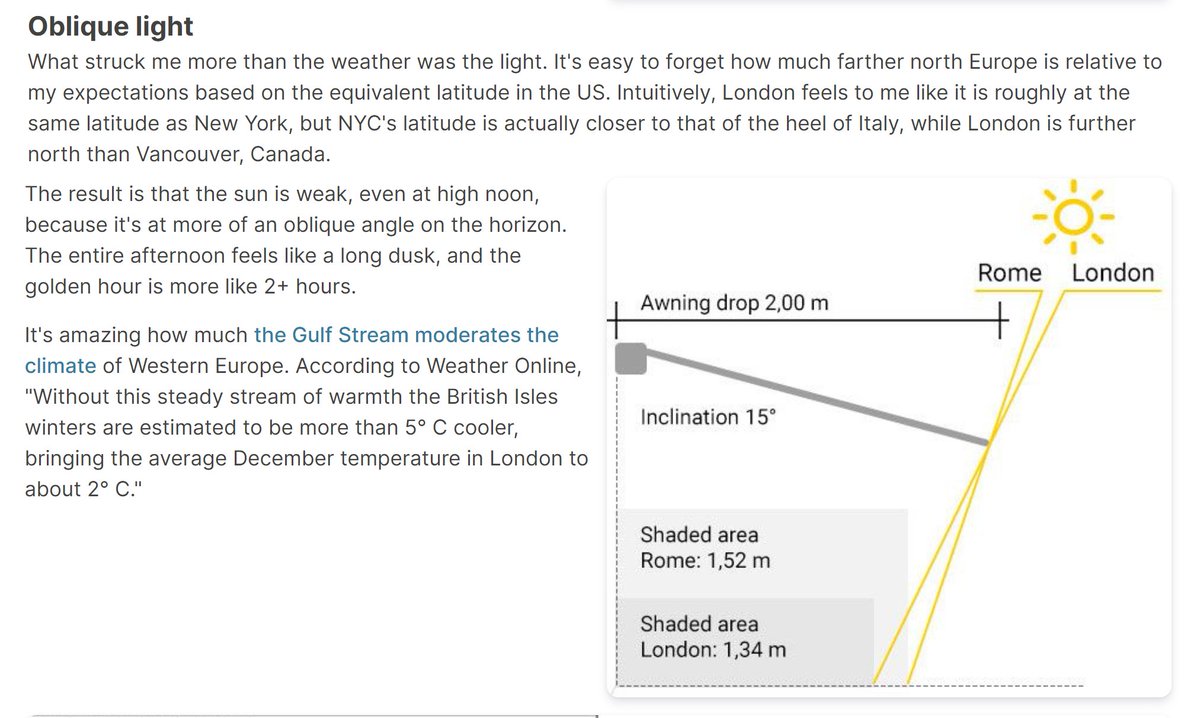 Oblique light
What struck me more than the weather was the light. It's easy to forget how much farther north Europe is relative to
my expectations based on the equivalent latitude in the US. Intuitively, London feels to me like it is roughly at the
same latitude as New York, but NYC's latitude is actually closer to that of the heel of Italy, while London is further
north than Vancouver, Canada.
The result is that the sun is weak, even at high noon,
because it's at more of an oblique angle on the horizon.
The entire afternoon feels like a long dusk, and the
golden hour is more like 2+ hours.
It's amazing how much the Gulf Stream moderates the
climate of Western Europe. According to Weather Online,
"Without this steady stream of warmth the British Isles
winters are estimated to be more than 5° C cooler,
bringing the average December temperature in London to
about 2° C."
Rome London
Awning drop 2,00 m
Inclination 15°
Shaded area
Rome: 1,52 m
Shaded area
London: 1,34 m